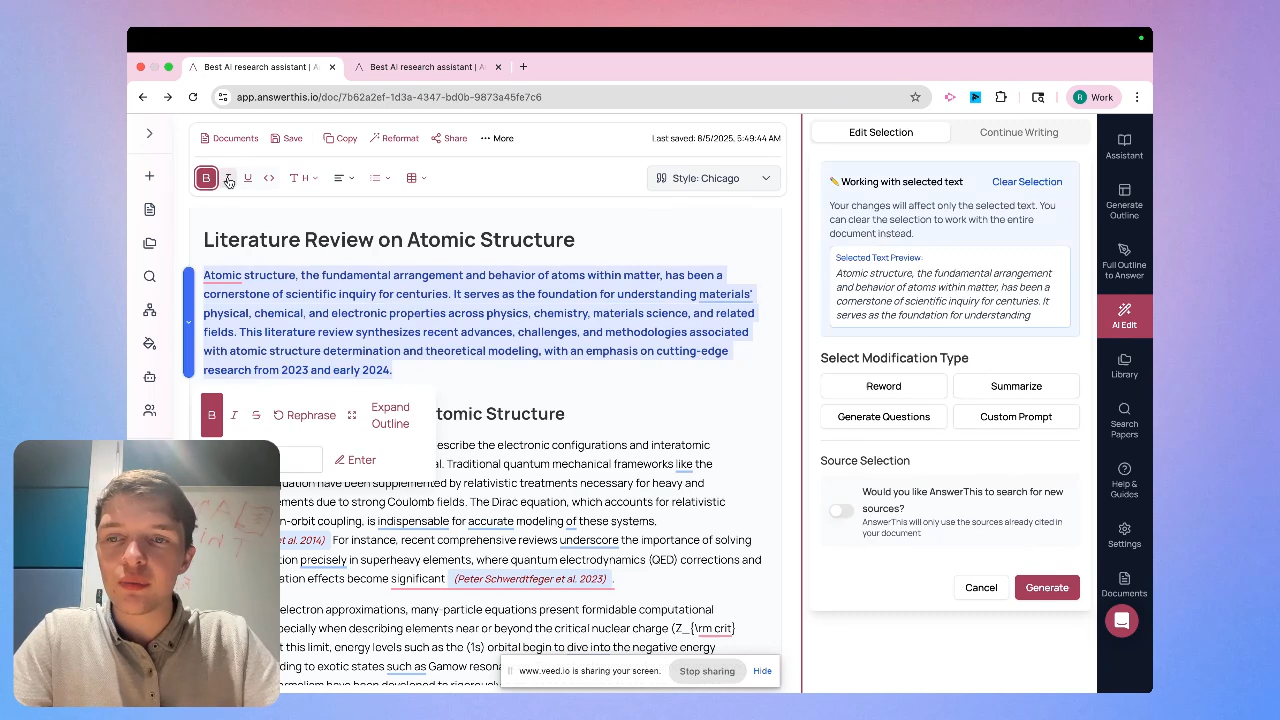 Best AI research assistant | A
Best AI research assistant | A
app.answerthis.io/doc/7b622cef-1d3a-4347-bd0b-9873a45fe7c6
R Work
Documents
Save
Copy
Reformat
Share
More
Last saved: 8/5/2025, 5:49:44 AM
B I U <> T H
Style: Chicago
Literature Review on Atomic Structure
Atomic structure, the fundamental arrangement and behavior of atoms within matter, has been a
cornerstone of scientific inquiry for centuries. It serves as the foundation for understanding materials'
physical, chemical, and electronic properties across physics, chemistry, materials science, and related
fields. This literature review synthesizes recent advances, challenges, and methodologies associated
with atomic structure determination and theoretical modeling, with an emphasis on cutting-edge
research from 2023 and early 2024.
B I S Rephrase
Expand
Outline
Enter
tomic Structure
scribe the electronic configurations and interatomic
al. Traditional quantum mechanical frameworks like the
uation have been supplemented by relativistic treatments necessary for heavy and
ements due to strong Coulomb fields. The Dirac equation, which accounts for relativistic
n-orbit coupling, is indispensable for accurate modeling of these systems.
et al. 2014) For instance, recent comprehensive reviews underscore the importance of solving
tion precisely in superheavy elements, where quantum electrodynamics (QED) corrections and
ation effects become significant (Peter Schwerdtfeger et al. 2023).
electron approximations, many particle equations present formidable computational
pecially when describing elements near or beyond the critical nuclear charge (Z_{\rm crit}
t this limit, energy levels such as the (1s) orbital begin to dive into the negative energy
ding to exotic states such as Gamow reson
www.veed.io is sharing your screen.
Stop sharing
Hide
Edit Selection
Continue Writing
Working with selected text
Clear Selection
Your changes will affect only the selected text. You
can clear the selection to work with the entire
document instead.
Selected Text Preview:
Atomic structure, the fundamental arrangement
and behavior of atoms within matter, has been a
cornerstone of scientific inquiry for centuries. It
serves as the foundation for understanding
Select Modification Type
Reword
Summarize
Generate Questions
Custom Prompt
Source Selection
Would you like AnswerThis to search for new
sources?
AnswerThis will only use the sources already cited in
your document
Cancel
Generate
Assistant
Generate
Outline
Full Outline
to Answer
AI Edit
Library
Search
Papers
Help &
Guides
Settings
Documents